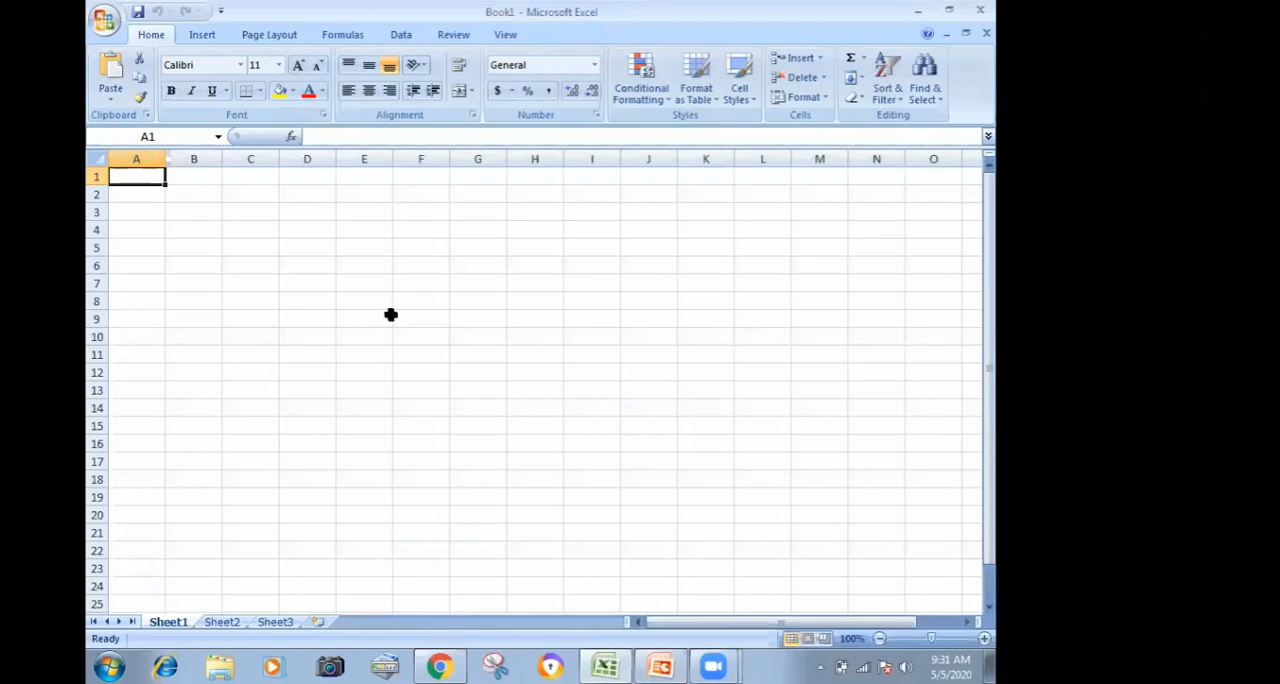 Book1 - Microsoft Excel
Home Insert Page Layout Formulas Data Review View
Calibri 11 General Insert Σ
Paste B I U A $ % , Conditional Formatting Format as Table Cell Styles Delete Format Sort & Filter Find & Select
Clipboard Font Alignment Number Styles Cells Editing
A1 fx
A B C D E F G H I J K L M N O
1
2
3
4
5
6
7
8
9
10
11
12
13
14
15
16
17
18
19
20
21
22
23
24
25
Sheet1 Sheet2 Sheet3
Ready 100%
9:31 AM
5/5/2020